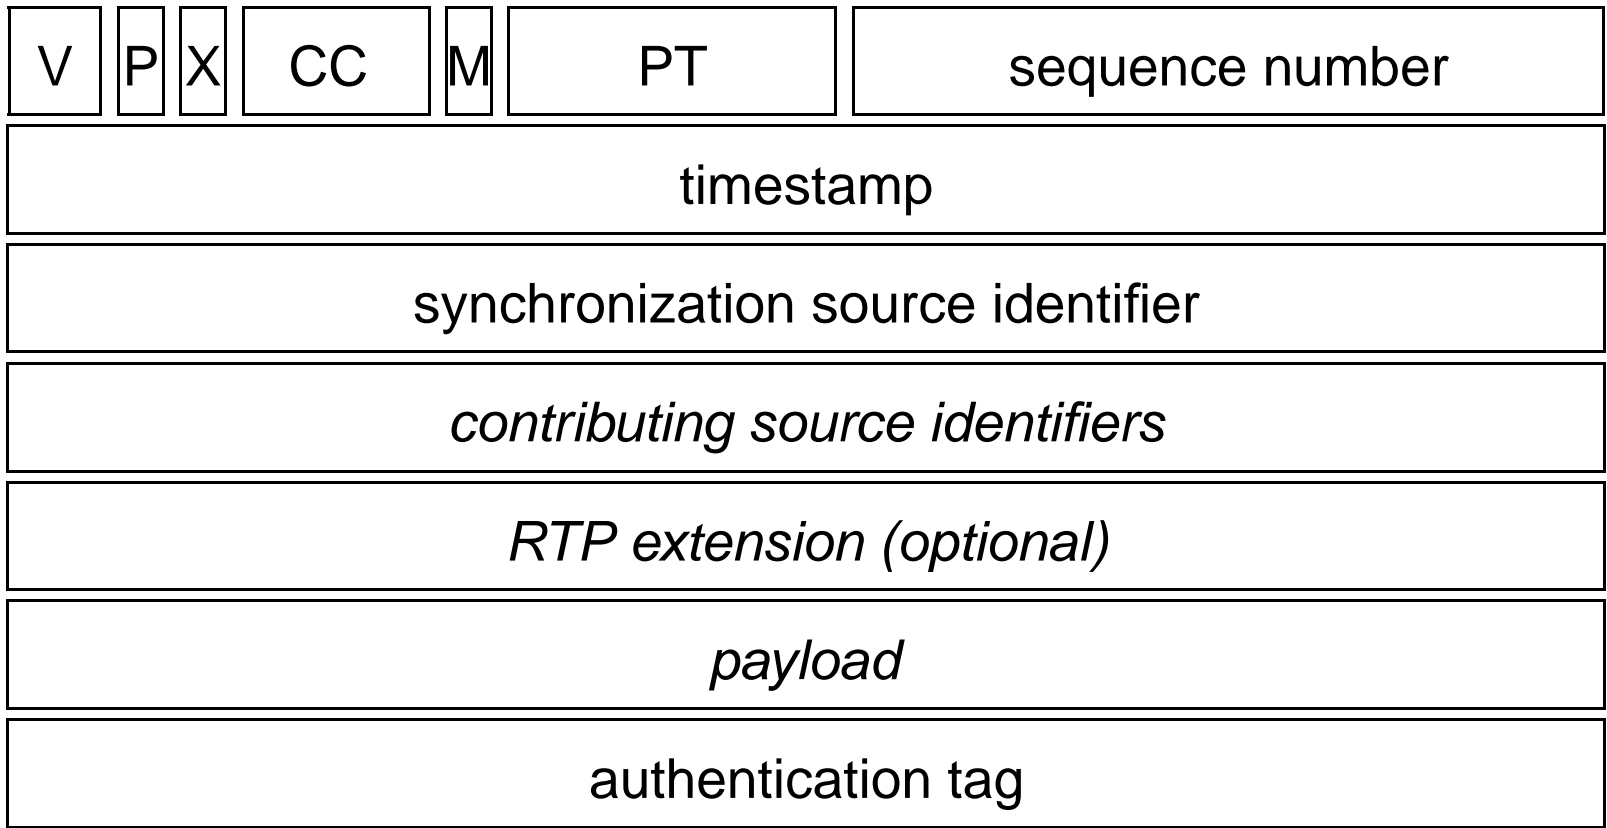 V P X CC M PT sequence number
timestamp
synchronization source identifier
contributing source identifiers
RTP extension (optional)
payload
authentication tag